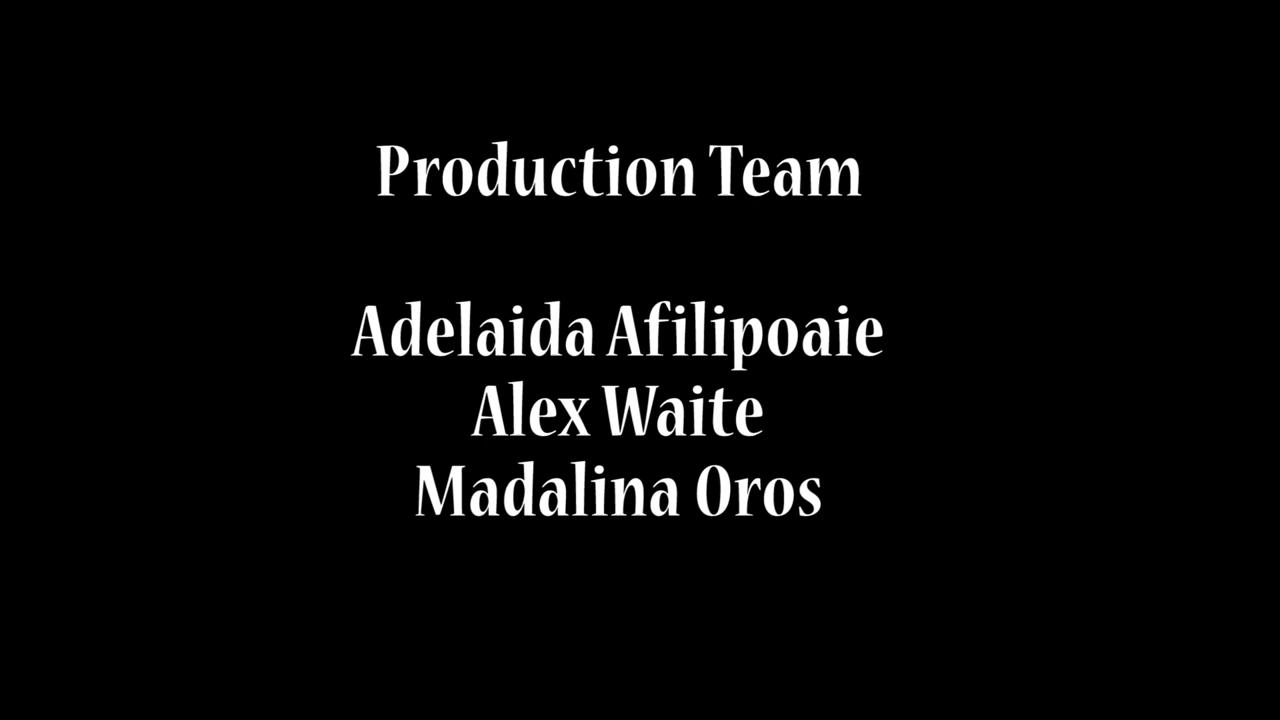 Production Team
Adelaida Afilipoaie
Alex Waite
Madalina Oros